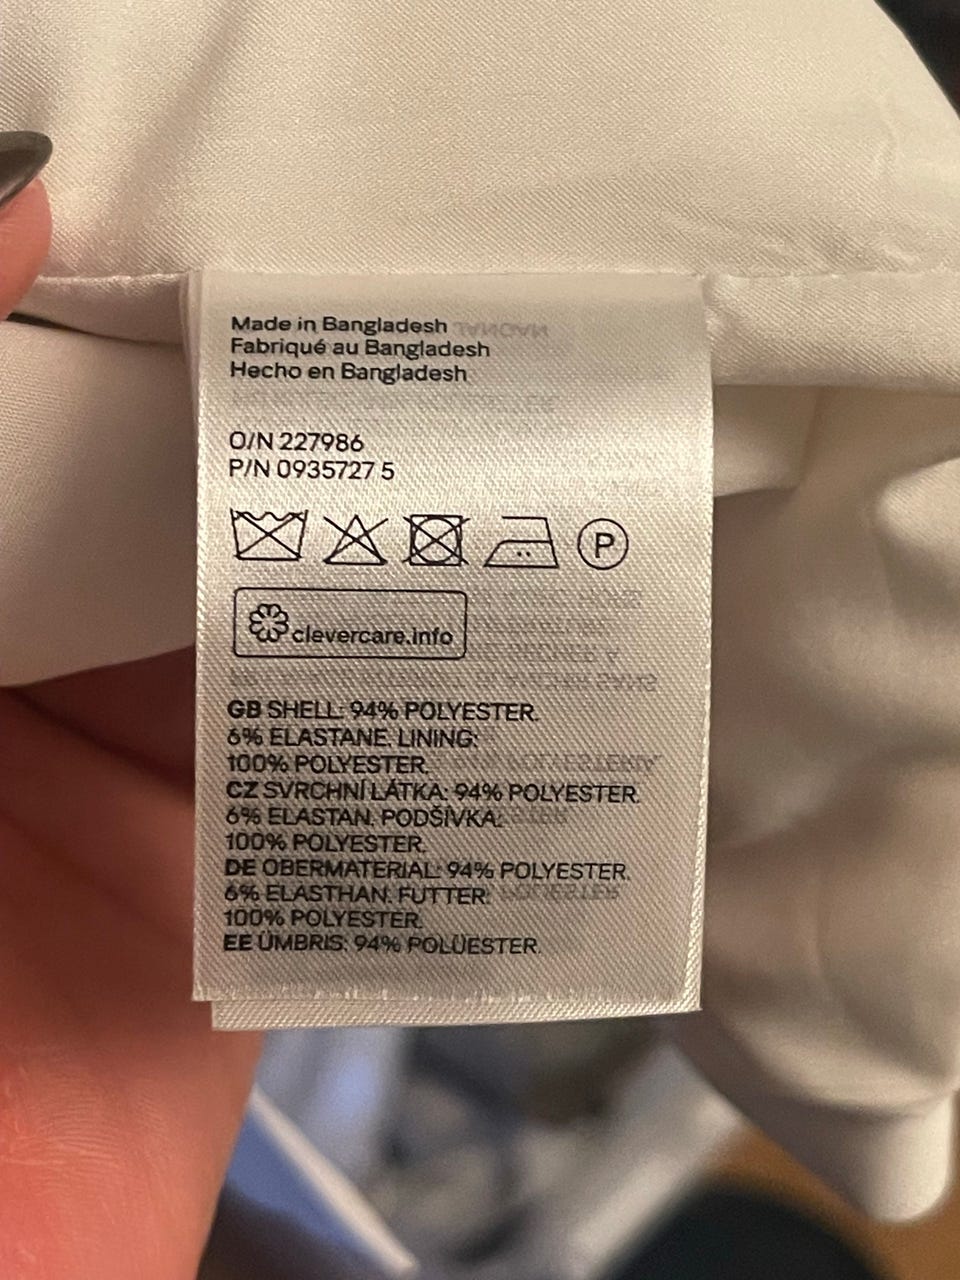 Made in Bangladesh
Fabriqué au Bangladesh
Hecho en Bangladesh
O/N 227986
P/N 0935727 5
P
clevercare.info
GB SHELL: 94% POLYESTER.
6% ELASTANE. LINING:
100% POLYESTER.
CZ SVRCHNÍ LÁTKA: 94% POLYESTER.
6% ELASTAN. PODŠÍVKA:
100% POLYESTER.
DE OBERMATERIAL: 94% POLYESTER.
6% ELASTHAN. FUTTER:
100% POLYESTER.
EE ÜMBRIS: 94% POLÜESTER.